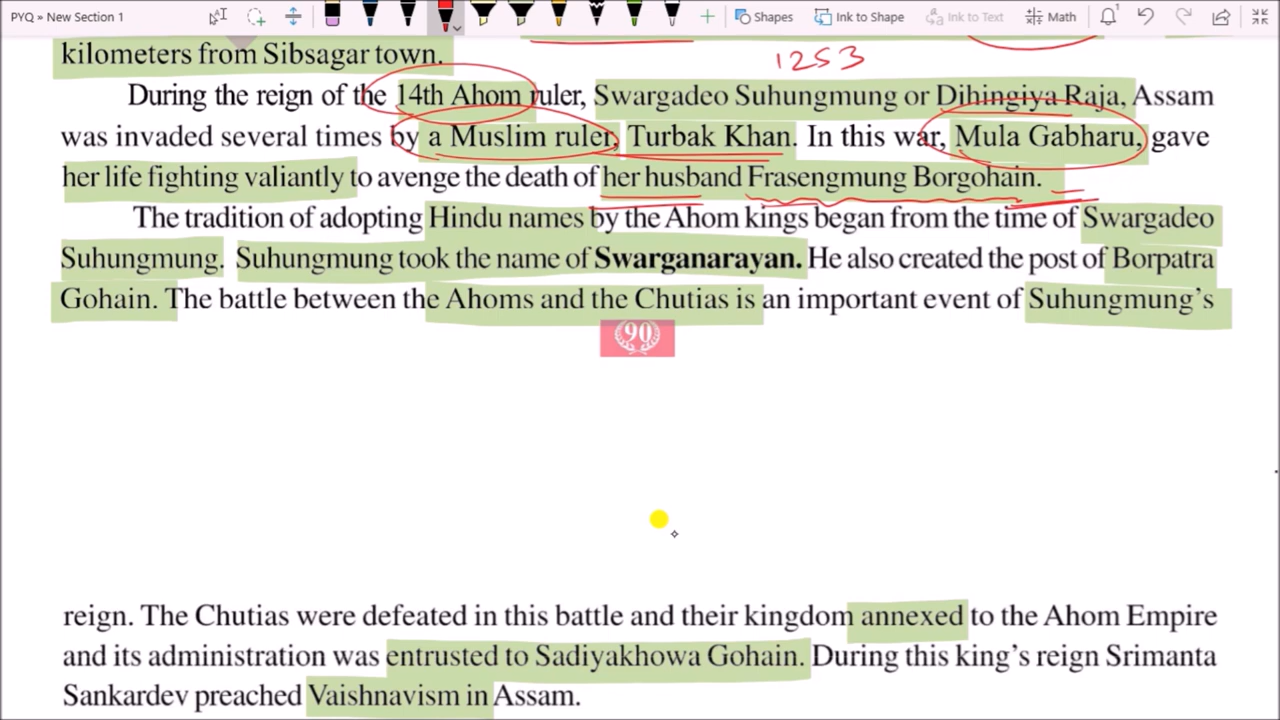 PYQ » New Section 1
Shapes
Ink to Shape
Ink to Text
Math
kilometers from Sibsagar town.
1253
During the reign of the 14th Ahom ruler, Swargadeo Suhungmung or Dihingiya Raja, Assam
was invaded several times by a Muslim ruler, Turbak Khan. In this war, Mula Gabharu, gave
her life fighting valiantly to avenge the death of her husband Frasengmung Borgohain.
The tradition of adopting Hindu names by the Ahom kings began from the time of Swargadeo
Suhungmung. Suhungmung took the name of Swarganarayan. He also created the post of Borpatra
Gohain. The battle between the Ahoms and the Chutias is an important event of Suhungmung's
90
reign. The Chutias were defeated in this battle and their kingdom annexed to the Ahom Empire
and its administration was entrusted to Sadiyakhowa Gohain. During this king's reign Srimanta
Sankardev preached Vaishnavism in Assam.